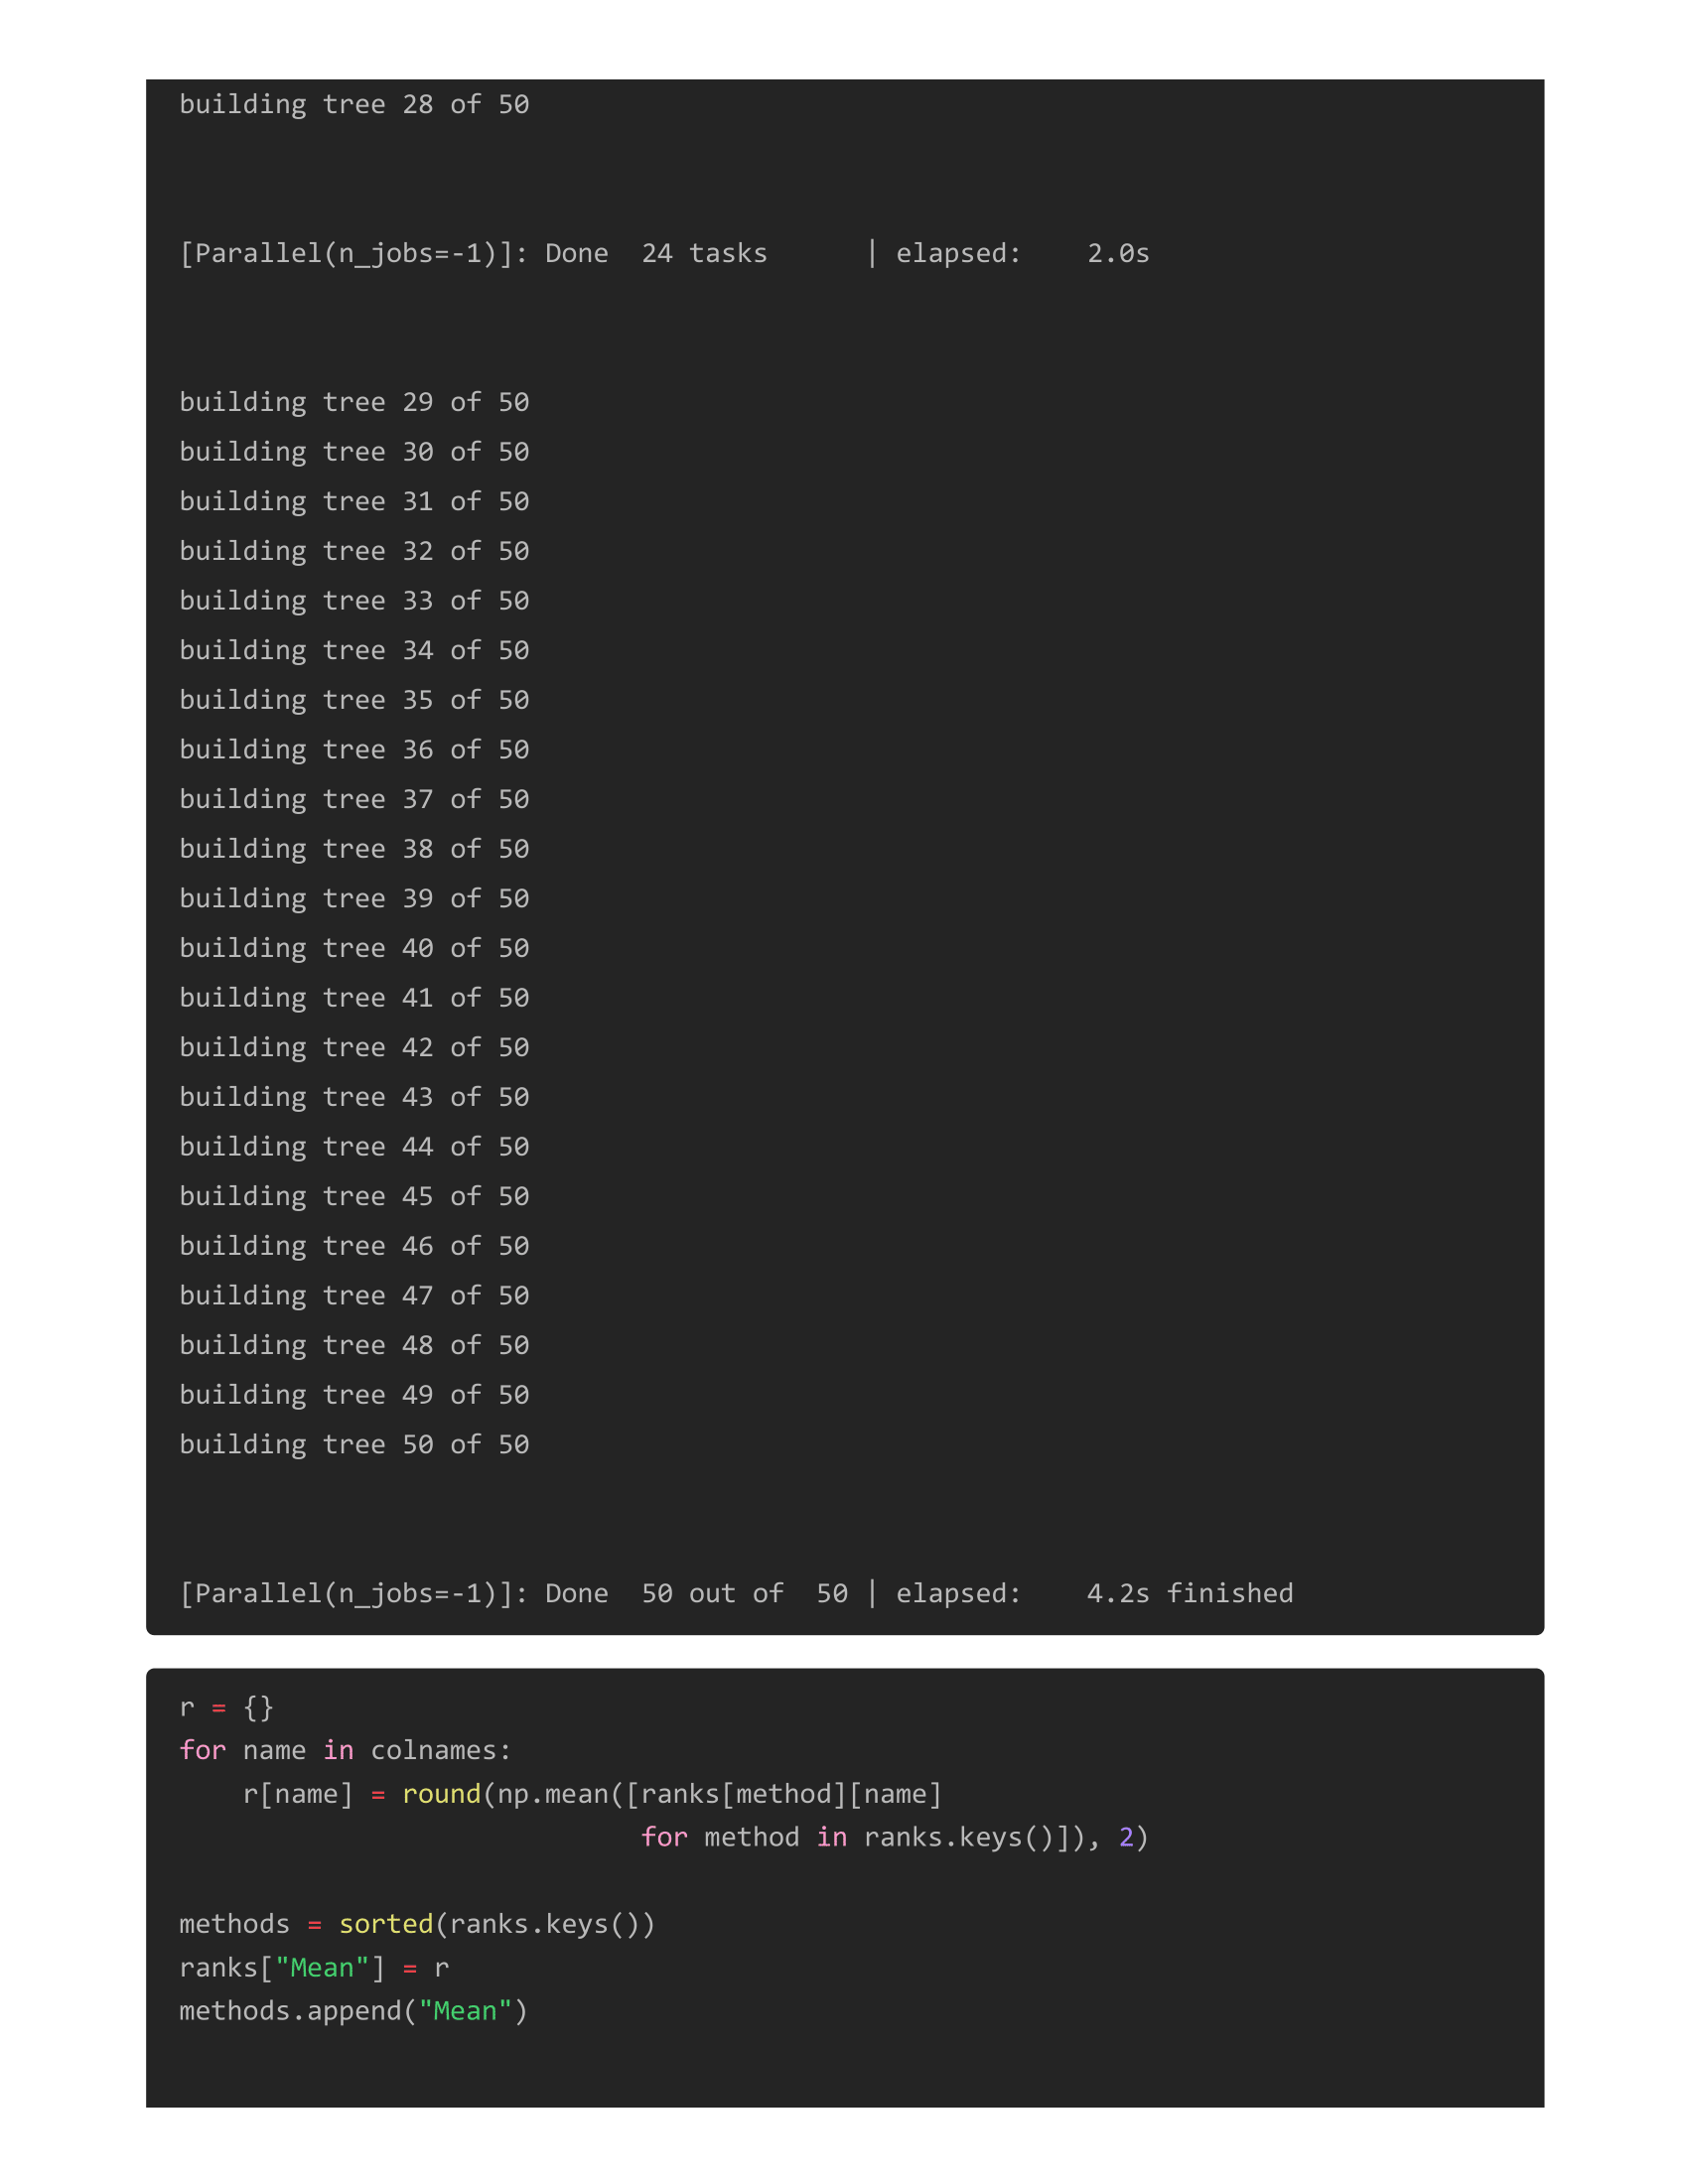 building tree 28 of 50
[Parallel(n_jobs=-1)]: Done  24 tasks      | elapsed:    2.0s
building tree 29 of 50
building tree 30 of 50
building tree 31 of 50
building tree 32 of 50
building tree 33 of 50
building tree 34 of 50
building tree 35 of 50
building tree 36 of 50
building tree 37 of 50
building tree 38 of 50
building tree 39 of 50
building tree 40 of 50
building tree 41 of 50
building tree 42 of 50
building tree 43 of 50
building tree 44 of 50
building tree 45 of 50
building tree 46 of 50
building tree 47 of 50
building tree 48 of 50
building tree 49 of 50
building tree 50 of 50
[Parallel(n_jobs=-1)]: Done  50 out of  50 | elapsed:    4.2s finished
r = {}
for name in colnames:
    r[name] = round(np.mean([ranks[method][name]
                             for method in ranks.keys()]), 2)
methods = sorted(ranks.keys())
ranks["Mean"] = r
methods.append("Mean")